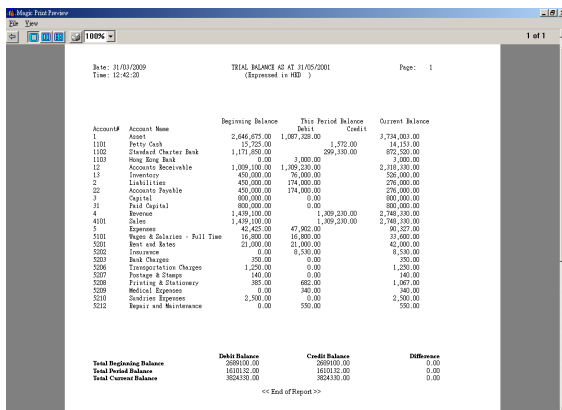 Magic Print Preview
File View
100%
1 of 1
Date: 31/03/2009 TRIAL BALANCE AS AT 31/05/2001 Page: 1
Time: 12:42:20 (Expressed in HKD )
Beginning Balance This Period Balance Current Balance
Account# Account Name Debit Credit
1 Asset 2,646,675.00 1,087,328.00 3,734,003.00
1101 Petty Cash 15,725.00 1,572.00 14,153.00
1102 Standard Charter Bank 1,171,850.00 299,330.00 872,520.00
1103 Hong Kong Bank 0.00 3,000.00 3,000.00
12 Accounts Receivable 1,009,100.00 1,309,230.00 2,318,330.00
13 Inventory 450,000.00 76,000.00 526,000.00
2 Liabilities 450,000.00 174,000.00 276,000.00
22 Accounts Payable 450,000.00 174,000.00 276,000.00
3 Capital 800,000.00 0.00 800,000.00
31 Paid Capital 800,000.00 0.00 800,000.00
4 Revenue 1,439,100.00 1,309,230.00 2,748,330.00
4101 Sales 1,439,100.00 1,309,230.00 2,748,330.00
5 Expenses 42,425.00 47,902.00 90,327.00
5101 Wages & Salaries - Full Time 16,800.00 16,800.00 33,600.00
5201 Rent and Rates 21,000.00 21,000.00 42,000.00
5202 Insurance 0.00 8,530.00 8,530.00
5203 Bank Charges 350.00 0.00 350.00
5206 Transportation Charges 1,250.00 0.00 1,250.00
5207 Postage & Stamps 140.00 0.00 140.00
5208 Printing & Stationery 385.00 682.00 1,067.00
5209 Medical Expenses 0.00 340.00 340.00
5210 Sundries Expenses 2,500.00 0.00 2,500.00
5212 Repair and Maintenance 0.00 550.00 550.00
Debit Balance Credit Balance Difference
Total Beginning Balance 2689100.00 2689100.00 0.00
Total Period Balance 1610132.00 1610132.00 0.00
Total Current Balance 3824330.00 3824330.00 0.00
<< End of Report >>